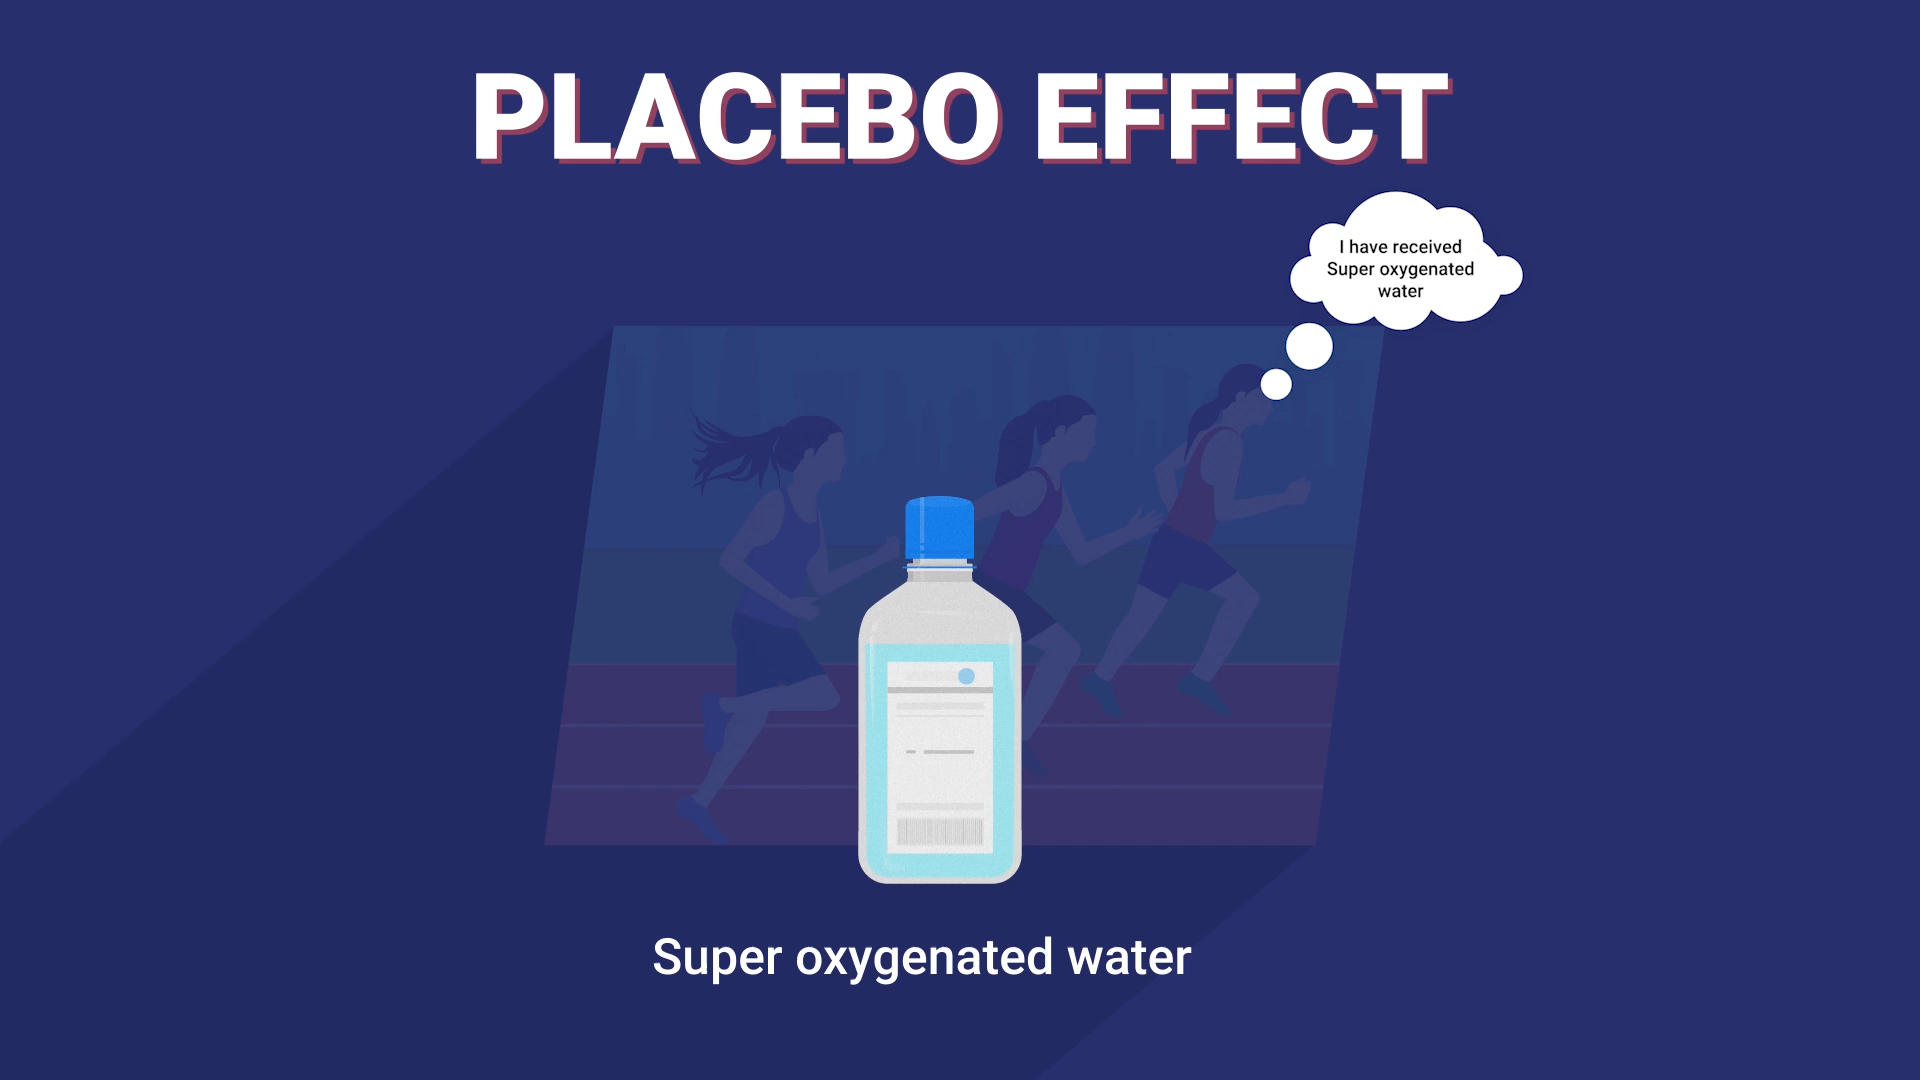 PLACEBO EFFECT
I have received
Super oxygenated
water
Super oxygenated water